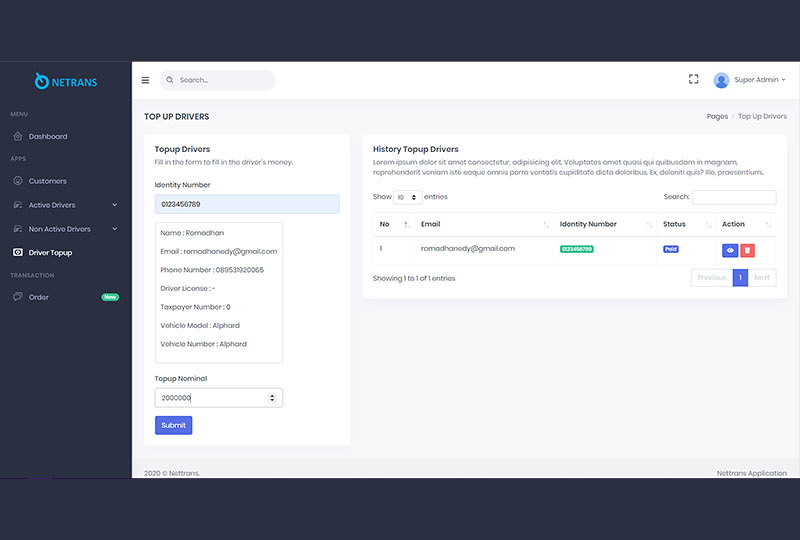 NETRANS
Search...
Super Admin
MENU
Dashboard
APPS
Customers
Active Drivers
Non Active Drivers
Driver Topup
TRANSACTION
Order
New
TOP UP DRIVERS
Pages / Top Up Drivers
Topup Drivers
Fill in the form to fill in the driver's money.
Identity Number
0123456789
Name : Romadhan
Email : romadhanedy@gmail.com
Phone Number : 089531920065
Driver License : -
Taxpayer Number : 0
Vehicle Model : Alphard
Vehicle Number : Alphard
Topup Nominal
2000000
Submit
History Topup Drivers
Lorem ipsum dolor sit amet consectetur, adipisicing elit. Voluptates amet quasi qui quibusdam in magnam,
reprehenderit veniam iste eaque omnis porro veritatis cupiditate dicta doloribus. Ex, deleniti quis? Illo, praesentium.
Show 10 entries
Search:
No Email Identity Number Status Action
1 romadhanedy@gmail.com 0123456789 Paid
Showing 1 to 1 of 1 entries
Previous 1 Next
2020 © Nettrans.
Nettrans Application